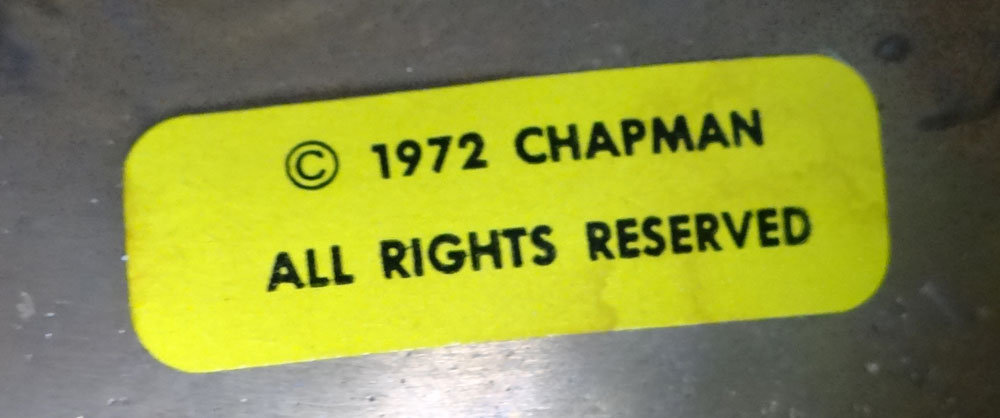 © 1972 CHAPMAN
ALL RIGHTS RESERVED